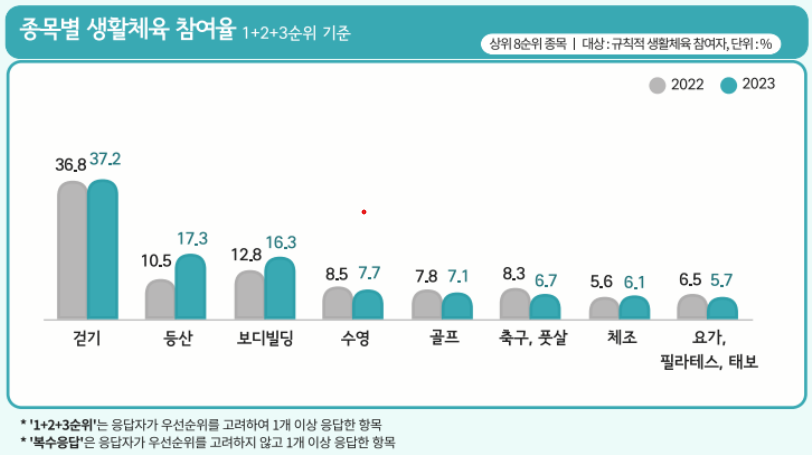 종목별 생활체육 참여율 1+2+3순위 기준
상위 8순위 종목 | 대상 : 규칙적 생활체육 참여자, 단위 : %
2022 2023
36.8 37.2
10.5 17.3
12.8 16.3
8.5 7.7
7.8 7.1
8.3 6.7
5.6 6.1
6.5 5.7
걷기 등산 보디빌딩 수영 골프 축구, 풋살 체조 요가,
필라테스, 태보
* '1+2+3순위'는 응답자가 우선순위를 고려하여 1개 이상 응답한 항목
* '복수응답'은 응답자가 우선순위를 고려하지 않고 1개 이상 응답한 항목